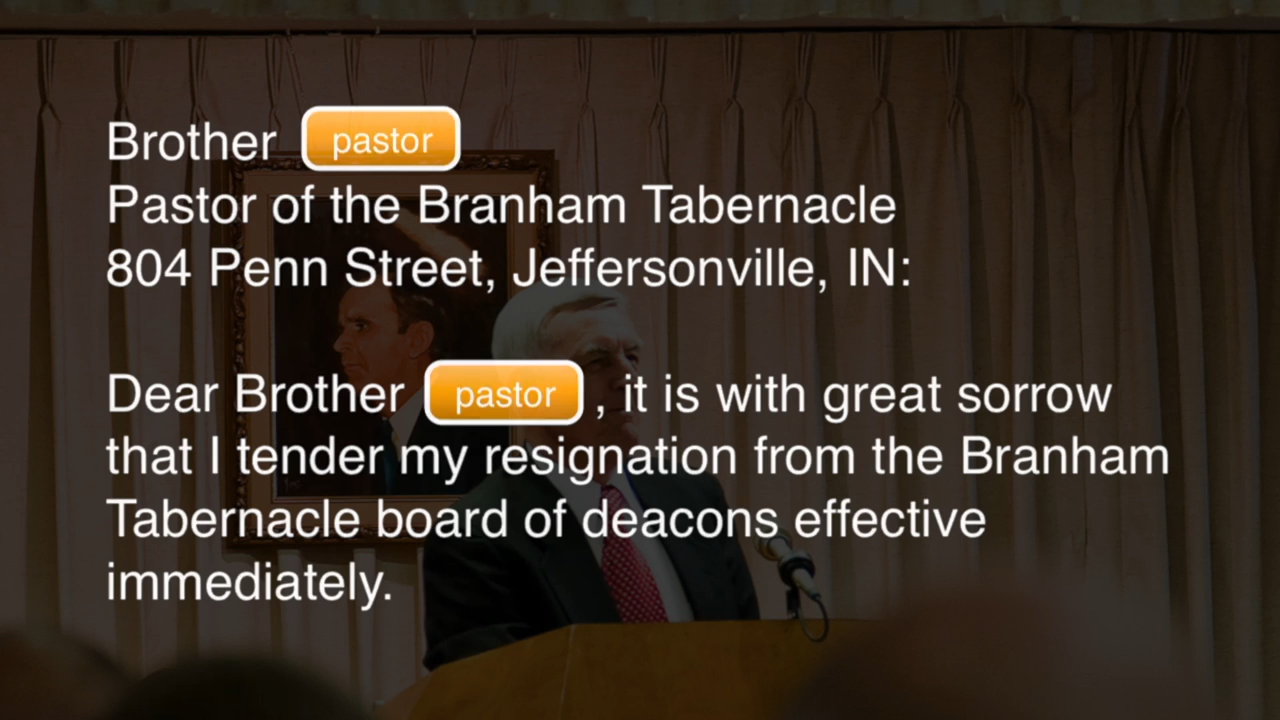 Brother pastor
Pastor of the Branham Tabernacle
804 Penn Street, Jeffersonville, IN:
Dear Brother pastor , it is with great sorrow
that I tender my resignation from the Branham
Tabernacle board of deacons effective
immediately.